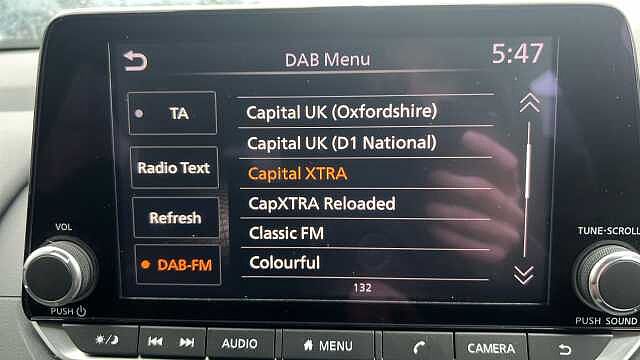 DAB Menu
5:47
TA
Radio Text
Refresh
DAB-FM
Capital UK (Oxfordshire)
Capital UK (D1 National)
Capital XTRA
CapXTRA Reloaded
Classic FM
Colourful
132
VOL
PUSH
TUNE·SCROLL
PUSH SOUND
AUDIO
MENU
CAMERA